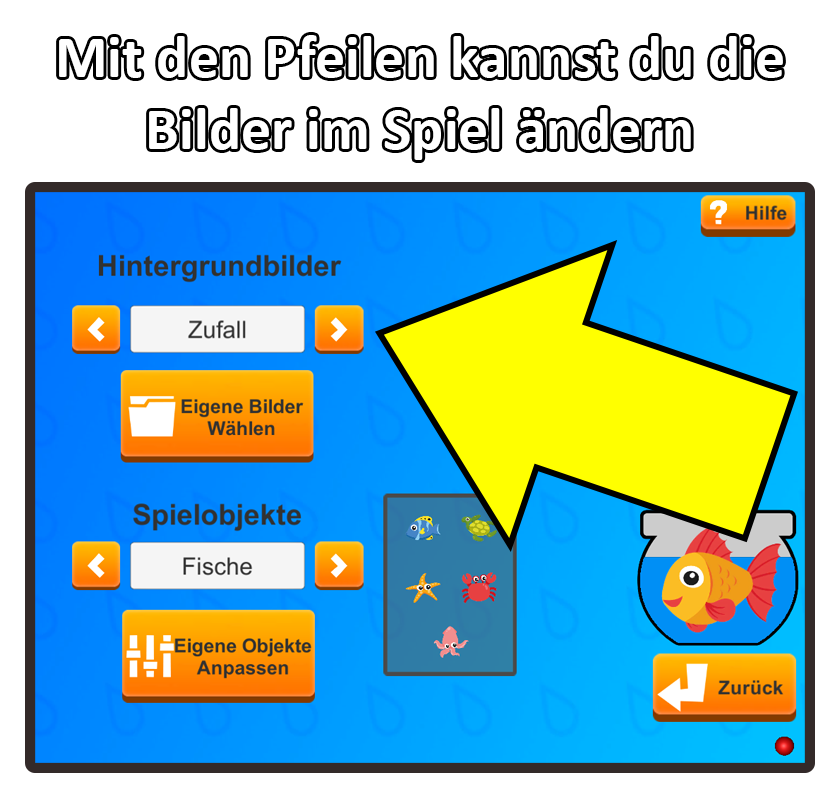 Mit den Pfeilen kannst du die
Bilder im Spiel ändern
? Hilfe
Hintergrundbilder
Zufall
Eigene Bilder
Wählen
Spielobjekte
Fische
Eigene Objekte
Anpassen
Zurück